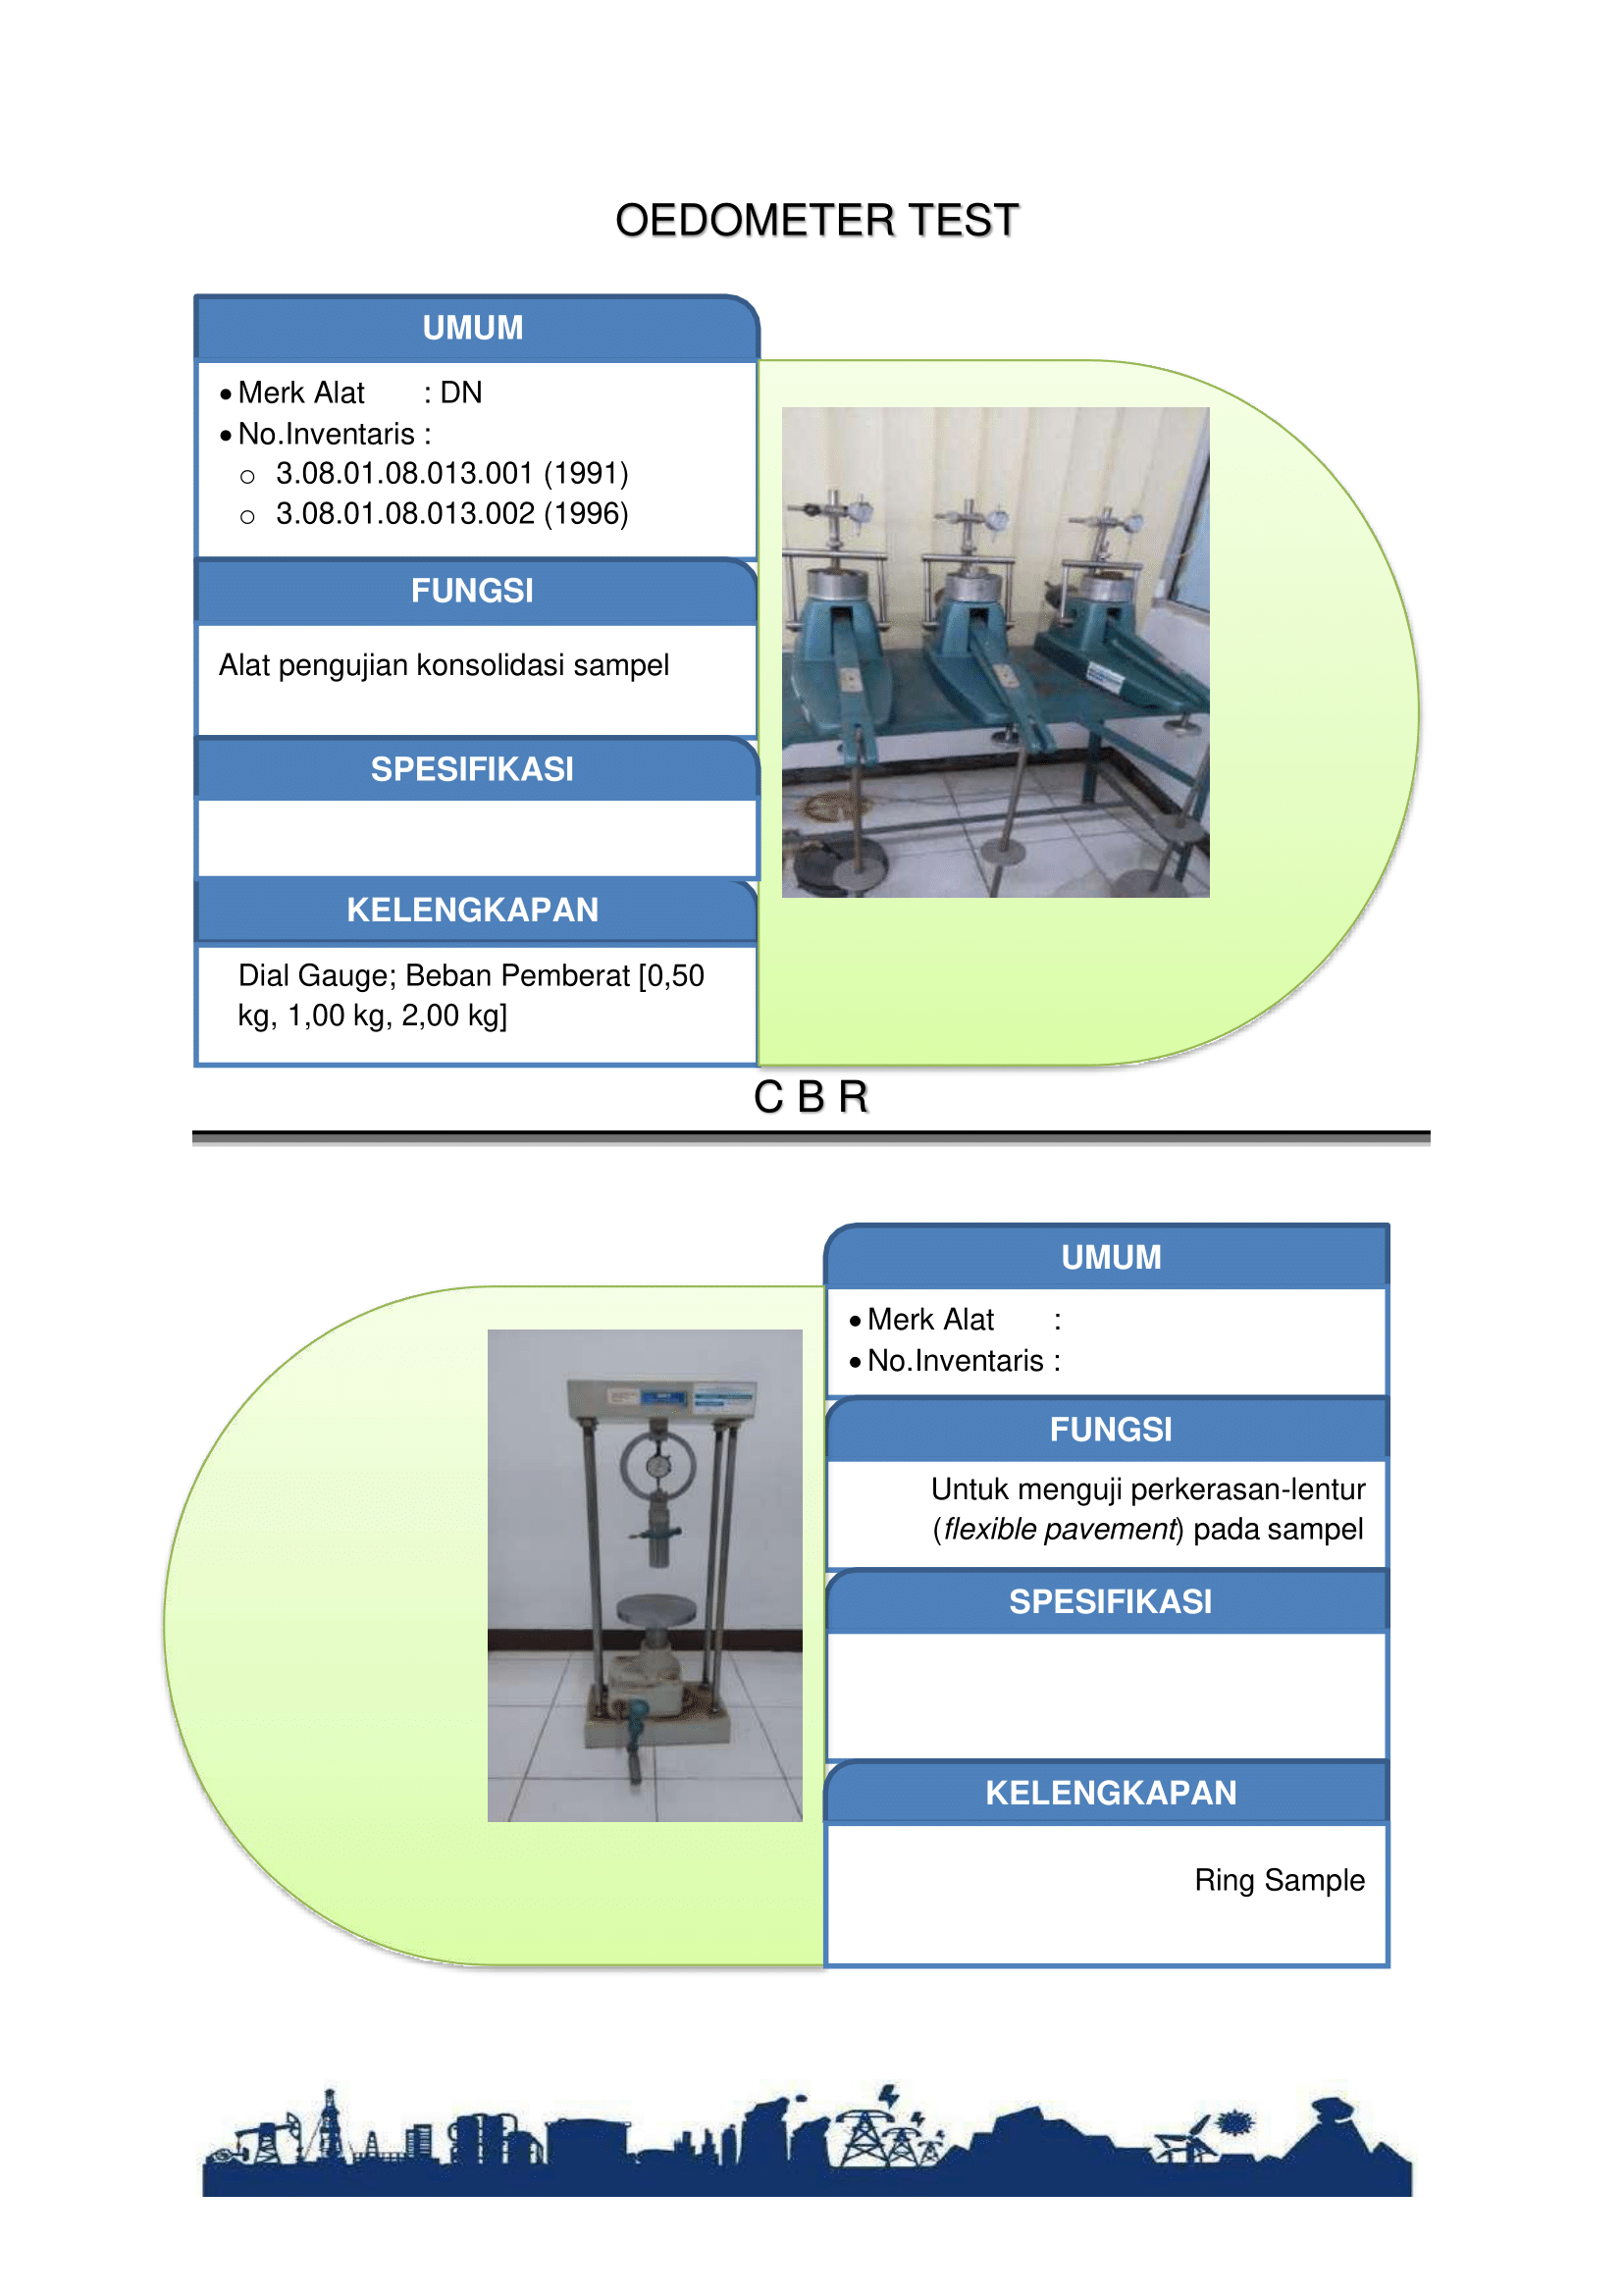 OEDOMETER TEST
UMUM
• Merk Alat : DN
• No.Inventaris :
o 3.08.01.08.013.001 (1991)
o 3.08.01.08.013.002 (1996)
FUNGSI
Alat pengujian konsolidasi sampel
SPESIFIKASI
KELENGKAPAN
Dial Gauge; Beban Pemberat [0,50
kg, 1,00 kg, 2,00 kg]
C B R
UMUM
• Merk Alat :
• No.Inventaris :
FUNGSI
Untuk menguji perkerasan-lentur
(flexible pavement) pada sampel
SPESIFIKASI
KELENGKAPAN
Ring Sample